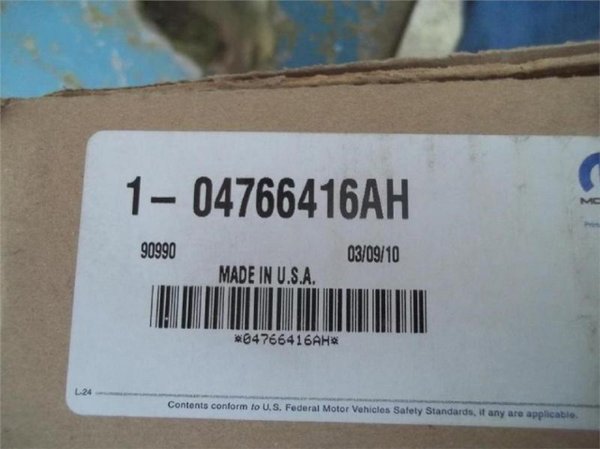 1– 04766416AH
90990 03/09/10
MADE IN U.S.A.
*04766416AH*
L-24
Contents conform to U.S. Federal Motor Vehicles Safety Standards, if any are applicable.